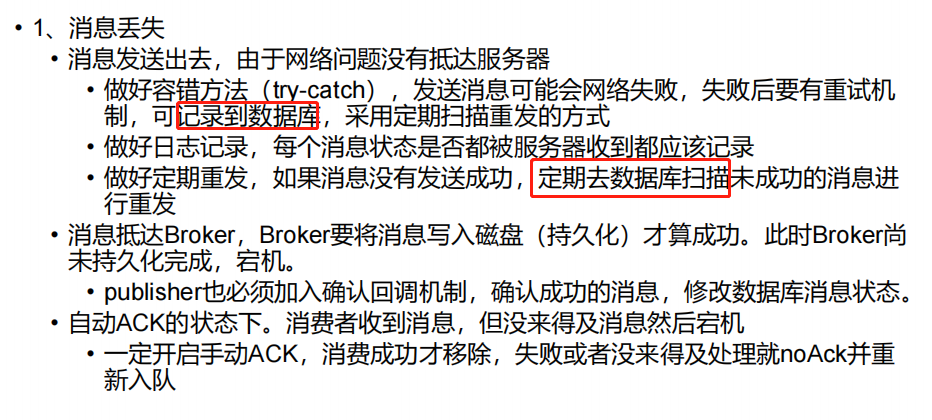 • 1、消息丢失
• 消息发送出去，由于网络问题没有抵达服务器
• 做好容错方法（try-catch），发送消息可能会网络失败，失败后要有重试机
制，可记录到数据库，采用定期扫描重发的方式
• 做好日志记录，每个消息状态是否都被服务器收到都应该记录
• 做好定期重发，如果消息没有发送成功，定期去数据库扫描未成功的消息进
行重发
• 消息抵达Broker，Broker要将消息写入磁盘（持久化）才算成功。此时Broker尚
未持久化完成，宕机。
• publisher也必须加入确认回调机制，确认成功的消息，修改数据库消息状态。
• 自动ACK的状态下。消费者收到消息，但没来得及消息然后宕机
• 一定开启手动ACK，消费成功才移除，失败或者没来得及处理就noAck并重
新入队